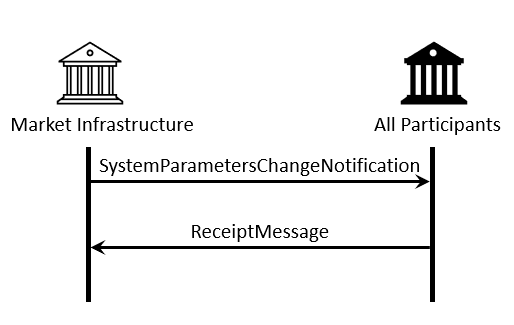 Market Infrastructure
All Participants
SystemParametersChangeNotification
ReceiptMessage